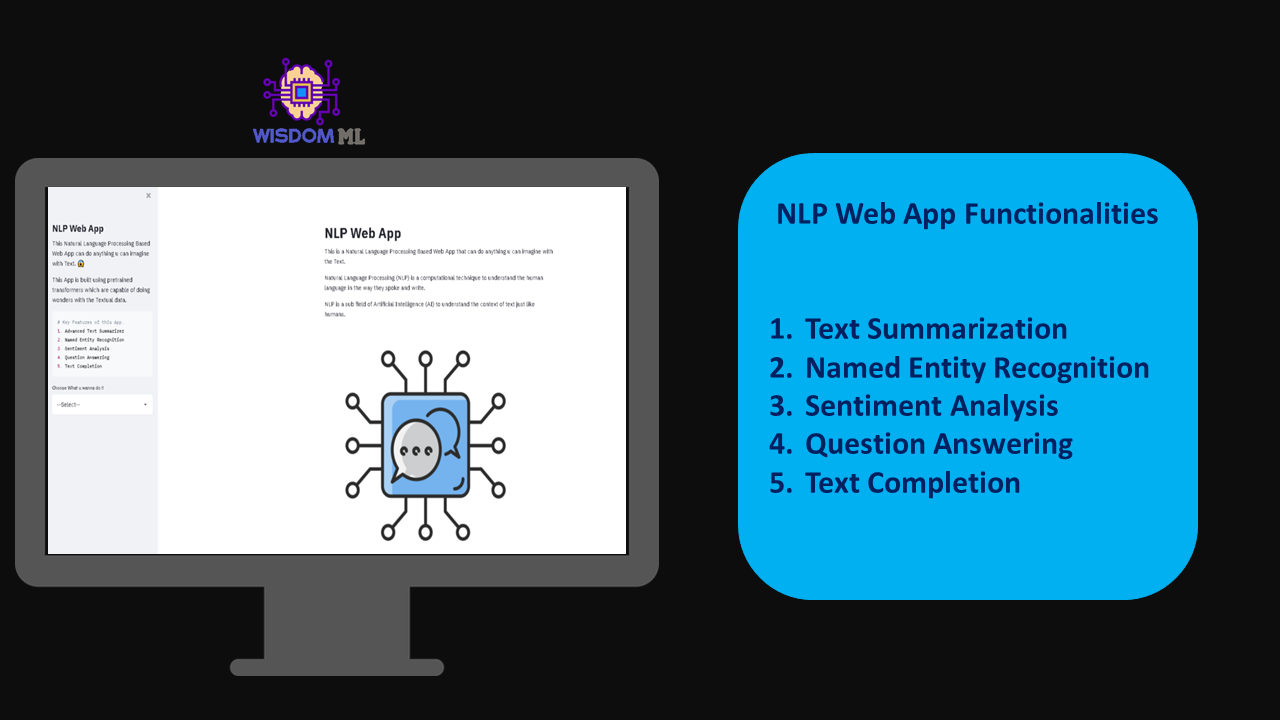 WISDOM ML
x
NLP Web App
This Natural Language Processing Based
Web App can do anything u can imagine
with Text. 😱
This App is built using pretrained
transformers which are capable of doing
wonders with the Textual data.
# Key Features of this App.
1. Advanced Text Summarizer
2. Named Entity Recognition
3. Sentiment Analysis
4. Question Answering
5. Text Completion
Choose What u wanna do !!
--Select--
NLP Web App
This is a Natural Language Processing Based Web App that can do anything u can imagine with
the Text.
Natural Language Processing (NLP) is a computational technique to understand the human
language in the way they spoke and write.
NLP is a sub field of Artificial Intelligence (AI) to understand the context of text just like
humans.
NLP Web App Functionalities
1. Text Summarization
2. Named Entity Recognition
3. Sentiment Analysis
4. Question Answering
5. Text Completion